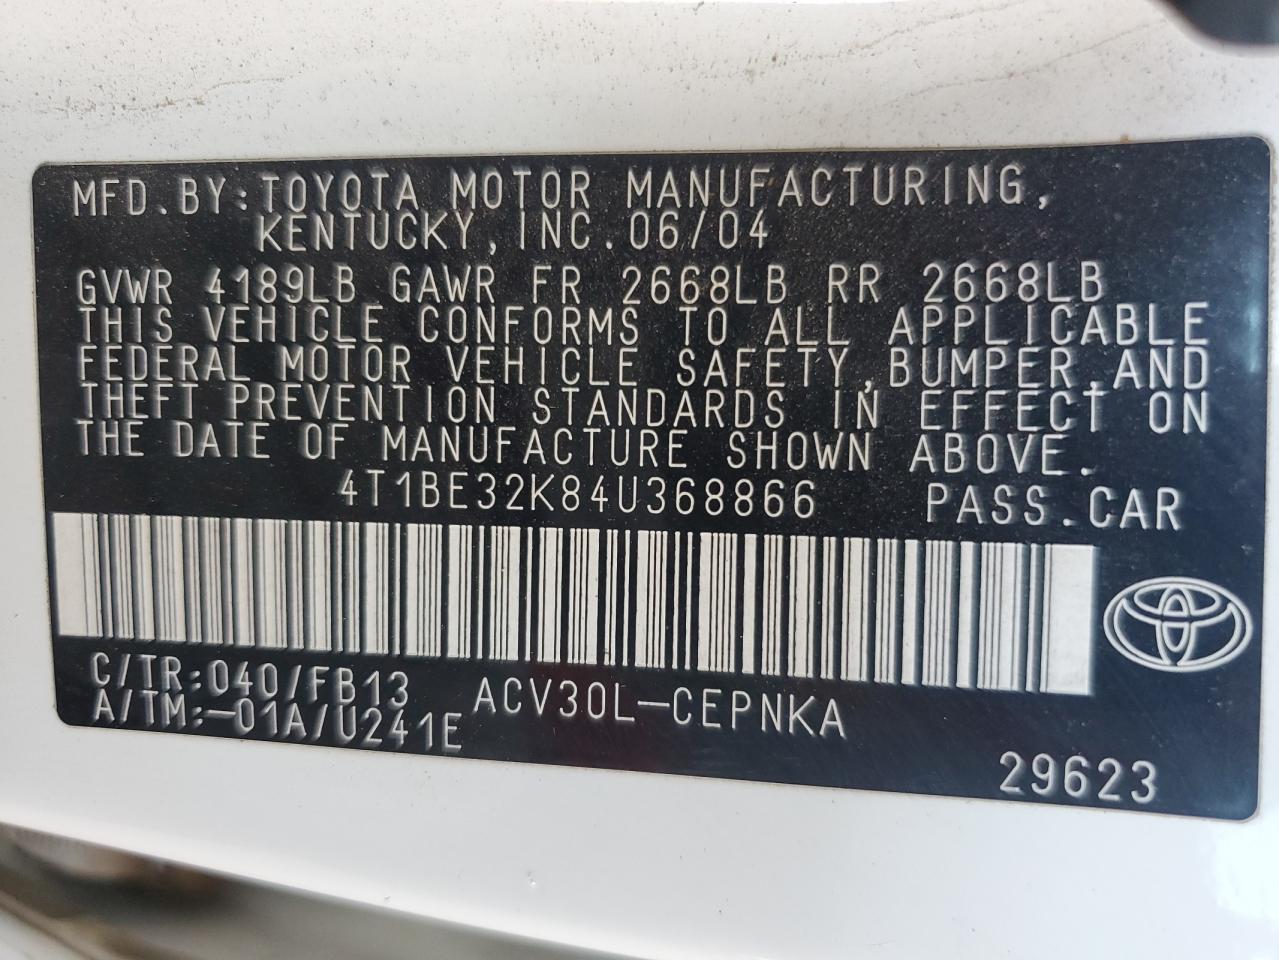 MFD.BY:TOYOTA MOTOR MANUFACTURING,
KENTUCKY,INC.06/04
GVWR 4189LB GAWR FR 2668LB RR 2668LB
THIS VEHICLE CONFORMS TO ALL APPLICABLE
FEDERAL MOTOR VEHICLE SAFETY,BUMPER,AND
THEFT PREVENTION STANDARDS IN EFFECT ON
THE DATE OF MANUFACTURE SHOWN ABOVE.
4T1BE32K84U368866 PASS.CAR
C/TR:040/FB13 ACV30L-CEPNKA
A/TM:-01A/U241E
29623